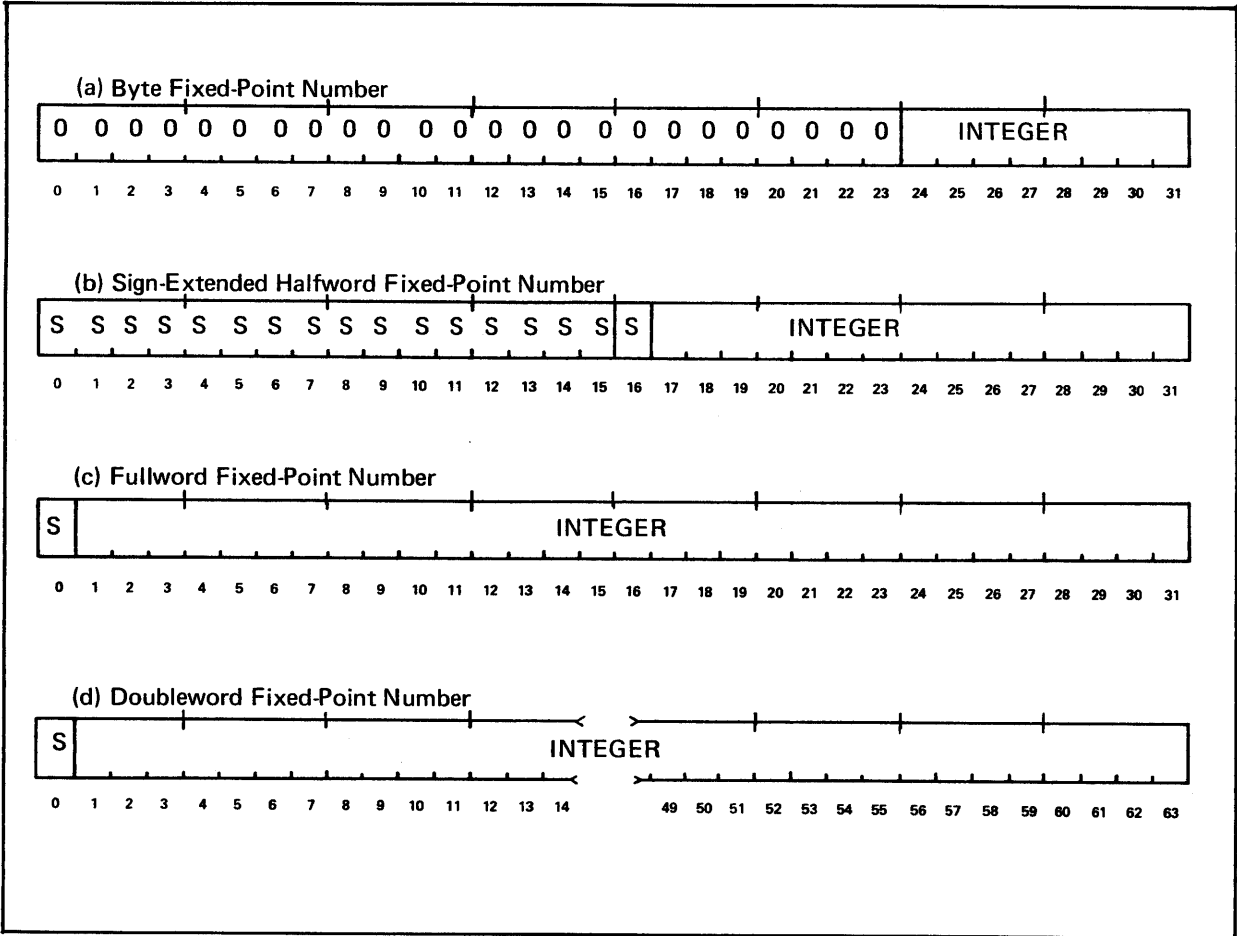 (a) Byte Fixed-Point Number
0 0 0 0 0 0 0 0 0 0 0 0 0 0 0 0 0 0 0 0 0 0 0 0 INTEGER
0 1 2 3 4 5 6 7 8 9 10 11 12 13 14 15 16 17 18 19 20 21 22 23 24 25 26 27 28 29 30 31
(b) Sign-Extended Halfword Fixed-Point Number
S S S S S S S S S S S S S S S S S INTEGER
0 1 2 3 4 5 6 7 8 9 10 11 12 13 14 15 16 17 18 19 20 21 22 23 24 25 26 27 28 29 30 31
(c) Fullword Fixed-Point Number
S INTEGER
0 1 2 3 4 5 6 7 8 9 10 11 12 13 14 15 16 17 18 19 20 21 22 23 24 25 26 27 28 29 30 31
(d) Doubleword Fixed-Point Number
S INTEGER
0 1 2 3 4 5 6 7 8 9 10 11 12 13 14 49 50 51 52 53 54 55 56 57 58 59 60 61 62 63